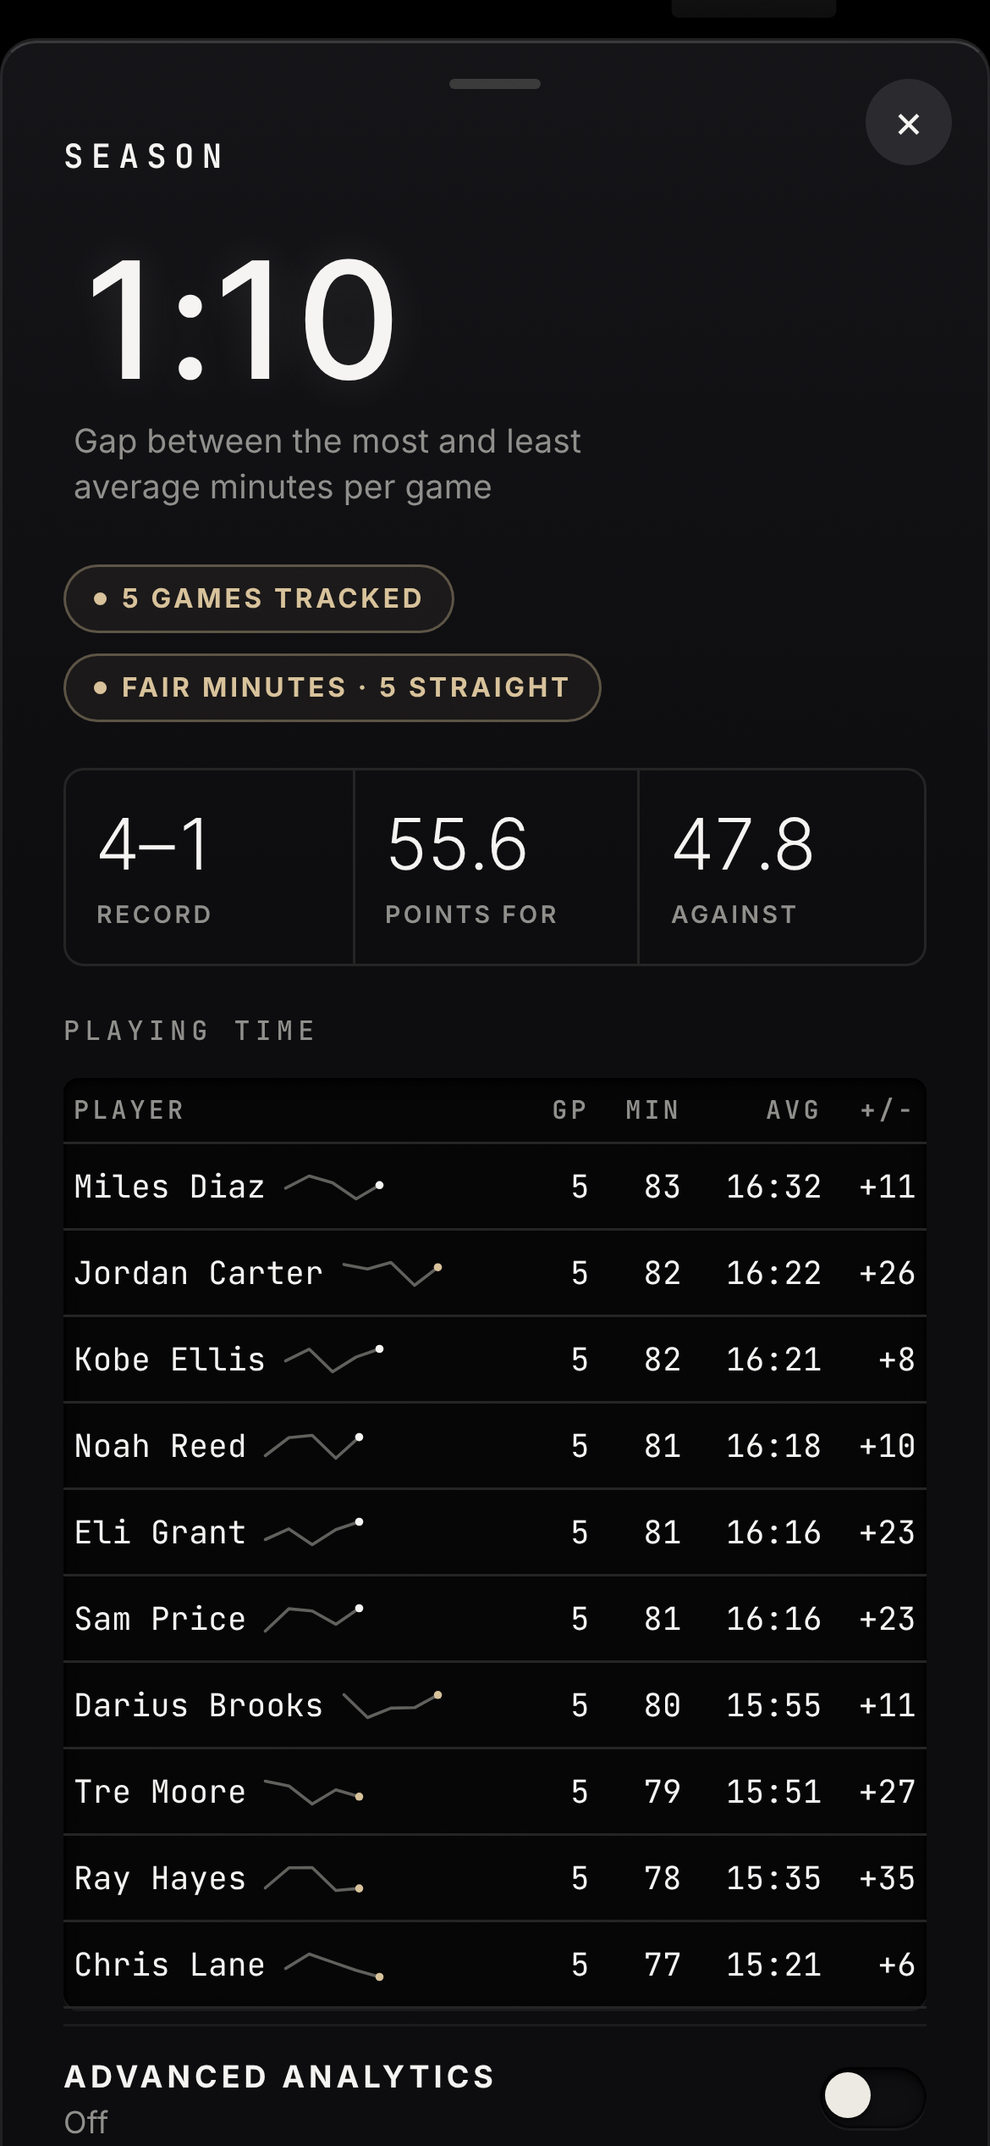 SEASON
×
1:10
Gap between the most and least
average minutes per game
5 GAMES TRACKED
FAIR MINUTES · 5 STRAIGHT
4–1 55.6 47.8
RECORD POINTS FOR AGAINST
PLAYING TIME
PLAYER GP MIN AVG +/-
Miles Diaz 5 83 16:32 +11
Jordan Carter 5 82 16:22 +26
Kobe Ellis 5 82 16:21 +8
Noah Reed 5 81 16:18 +10
Eli Grant 5 81 16:16 +23
Sam Price 5 81 16:16 +23
Darius Brooks 5 80 15:55 +11
Tre Moore 5 79 15:51 +27
Ray Hayes 5 78 15:35 +35
Chris Lane 5 77 15:21 +6
ADVANCED ANALYTICS
Off